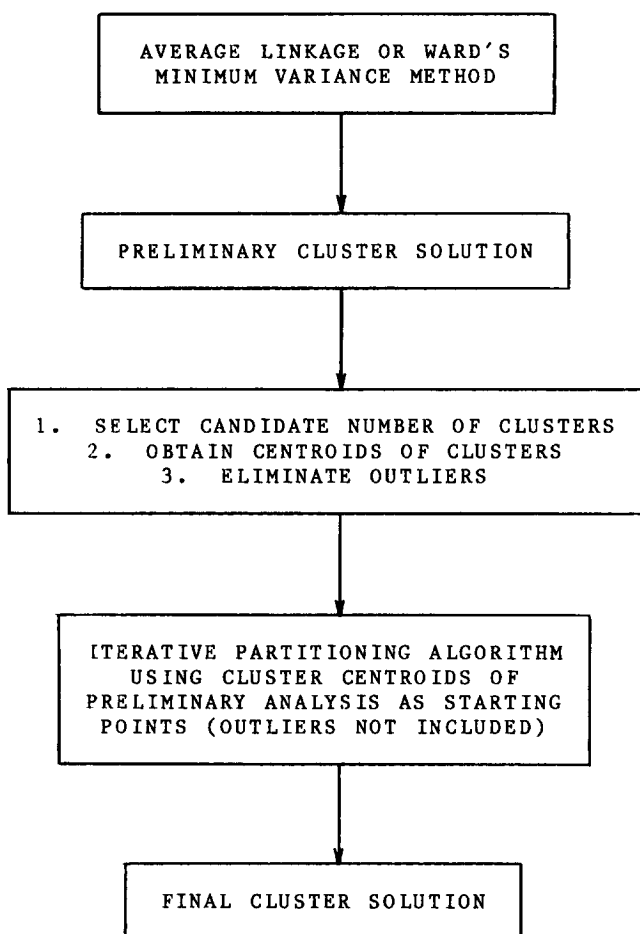 AVERAGE LINKAGE OR WARD'S
MINIMUM VARIANCE METHOD
PRELIMINARY CLUSTER SOLUTION
1. SELECT CANDIDATE NUMBER OF CLUSTERS
2. OBTAIN CENTROIDS OF CLUSTERS
3. ELIMINATE OUTLIERS
ITERATIVE PARTITIONING ALGORITHM
USING CLUSTER CENTROIDS OF
PRELIMINARY ANALYSIS AS STARTING
POINTS (OUTLIERS NOT INCLUDED)
FINAL CLUSTER SOLUTION